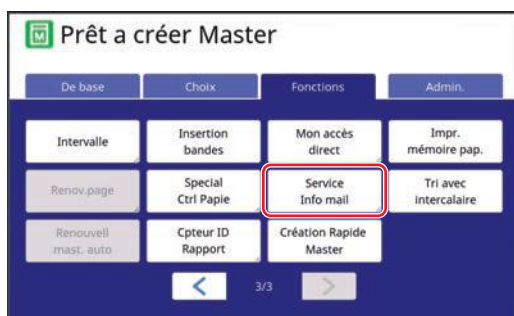 Prêt a créer Master
De base
Choix
Fonctions
Admin.
Intervalle
Insertion
bandes
Mon accès
direct
Impr.
mémoire pap.
Renov.page
Special
Ctrl Papie
Service
Info mail
Tri avec
intercalaire
Renouvell
mast. auto
Cpteur ID
Rapport
Création Rapide
Master
3/3